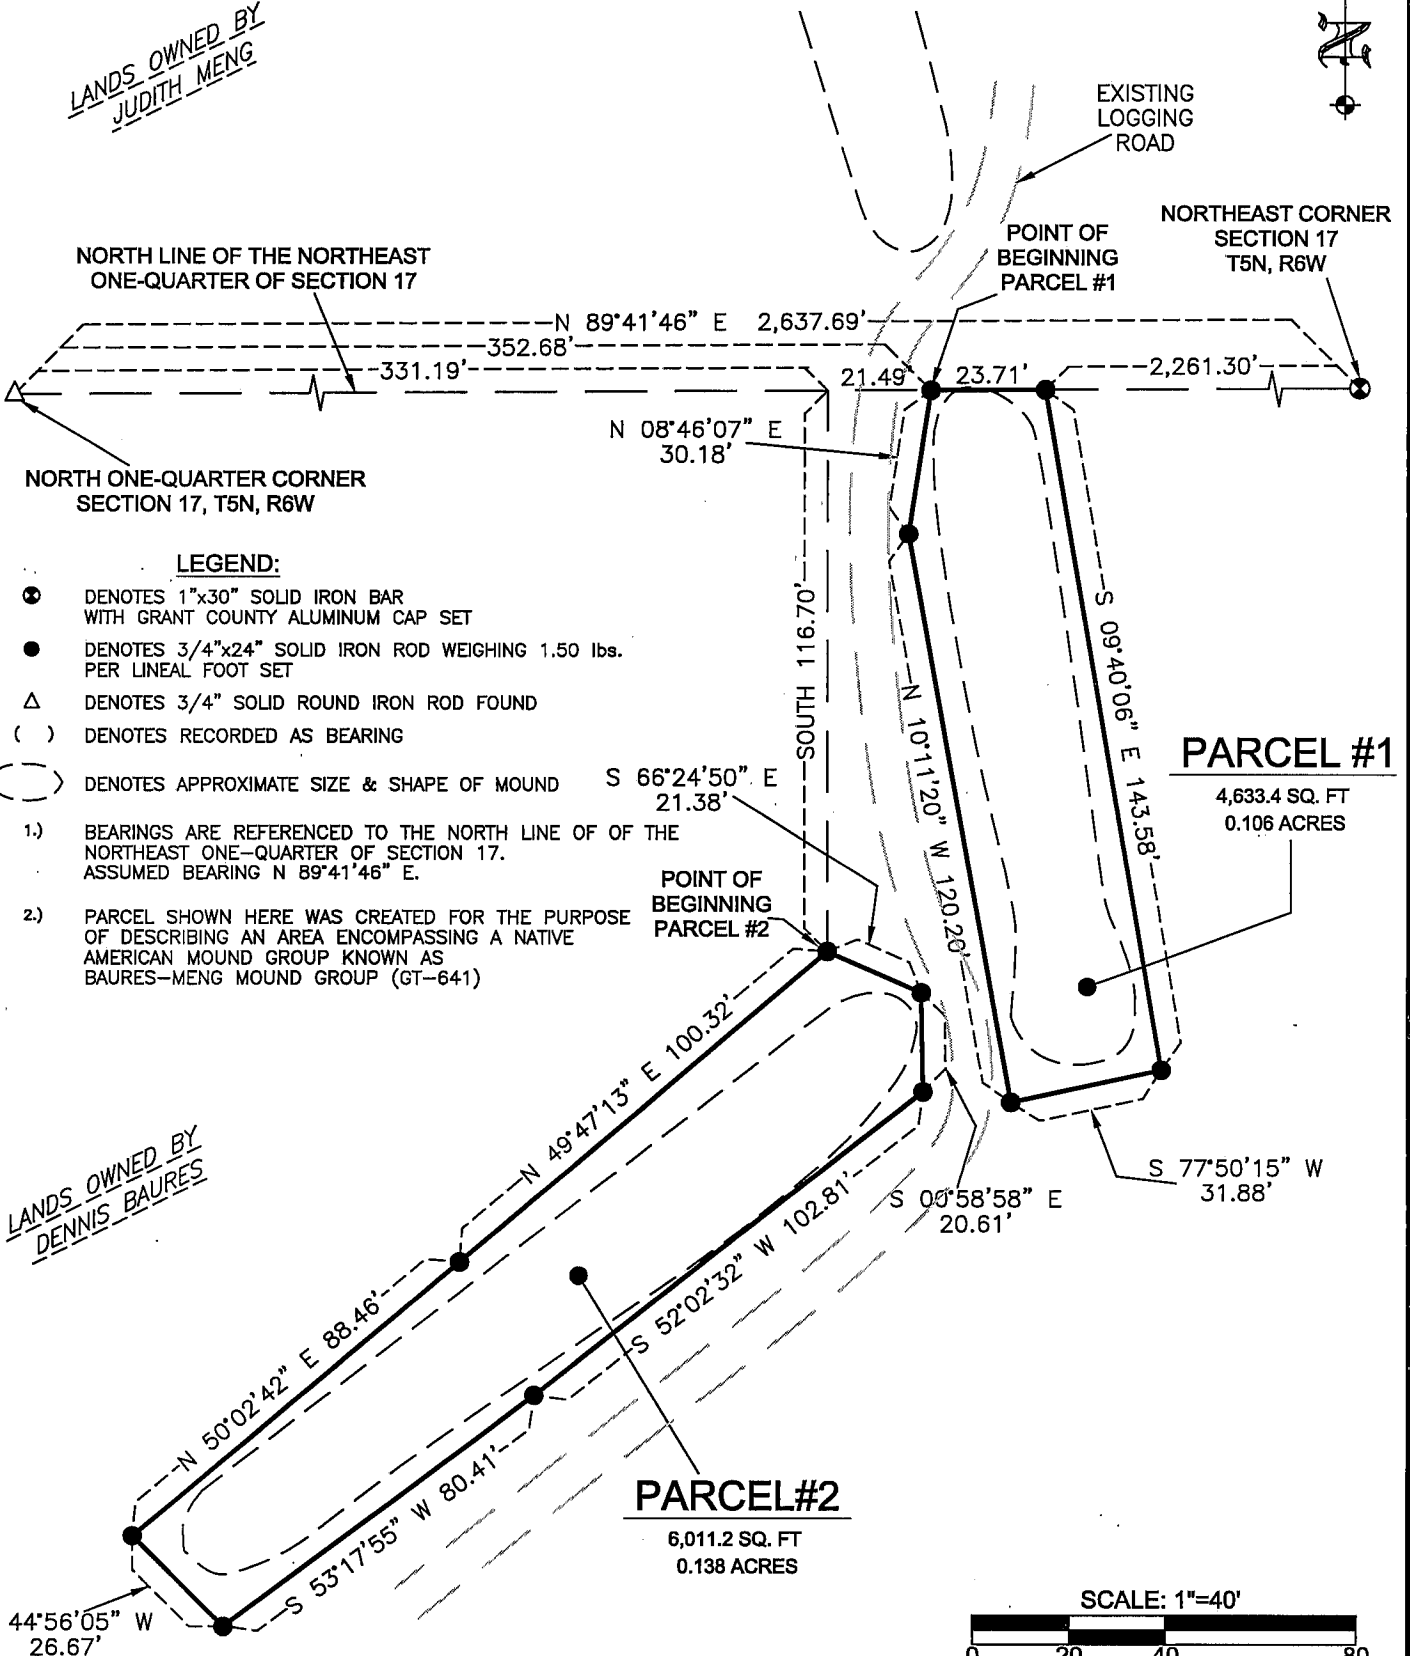 LANDS OWNED BY
JUDITH MENG
N
EXISTING
LOGGING
ROAD
NORTHEAST CORNER
SECTION 17
T5N, R6W
POINT OF
BEGINNING
PARCEL #1
NORTH LINE OF THE NORTHEAST
ONE-QUARTER OF SECTION 17
N 89°41'46" E 2,637.69'
352.68'
331.19'
21.49'
23.71'
2,261.30'
N 08°46'07" E
30.18'
NORTH ONE-QUARTER CORNER
SECTION 17, T5N, R6W
LEGEND:
DENOTES 1"x30" SOLID IRON BAR
WITH GRANT COUNTY ALUMINUM CAP SET
DENOTES 3/4"x24" SOLID IRON ROD WEIGHING 1.50 lbs.
PER LINEAL FOOT SET
DENOTES 3/4" SOLID ROUND IRON ROD FOUND
( ) DENOTES RECORDED AS BEARING
DENOTES APPROXIMATE SIZE & SHAPE OF MOUND
1.) BEARINGS ARE REFERENCED TO THE NORTH LINE OF OF THE
NORTHEAST ONE-QUARTER OF SECTION 17.
ASSUMED BEARING N 89°41'46" E.
2.) PARCEL SHOWN HERE WAS CREATED FOR THE PURPOSE
OF DESCRIBING AN AREA ENCOMPASSING A NATIVE
AMERICAN MOUND GROUP KNOWN AS
BAURES-MENG MOUND GROUP (GT-641)
SOUTH 116.70'
S 09°40'06" E 143.58'
N 10°11'20" W 120.20'
PARCEL #1
4,633.4 SQ. FT
0.106 ACRES
S 66°24'50" E
21.38'
POINT OF
BEGINNING
PARCEL #2
N 49°47'13" E 100.32'
S 77°50'15" W
31.88'
S 00°58'58" E
20.61'
LANDS OWNED BY
DENNIS BAURES
S 52°02'32" W 102.81'
N 50°02'42" E 88.46'
S 53°17'55" W 80.41'
PARCEL#2
6,011.2 SQ. FT
0.138 ACRES
44°56'05" W
26.67'
SCALE: 1"=40'
0 20 40 80